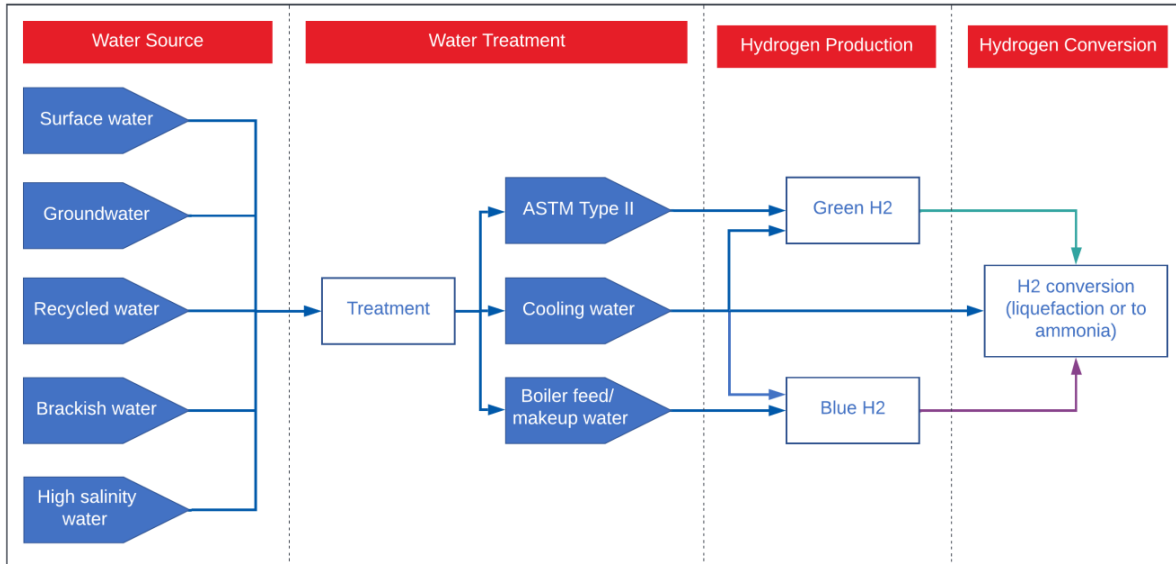 Water Source
Water Treatment
Hydrogen Production
Hydrogen Conversion
Surface water
Groundwater
Recycled water
Brackish water
High salinity
water
Treatment
ASTM Type II
Cooling water
Boiler feed/
makeup water
Green H2
Blue H2
H2 conversion
(liquefaction or to
ammonia)